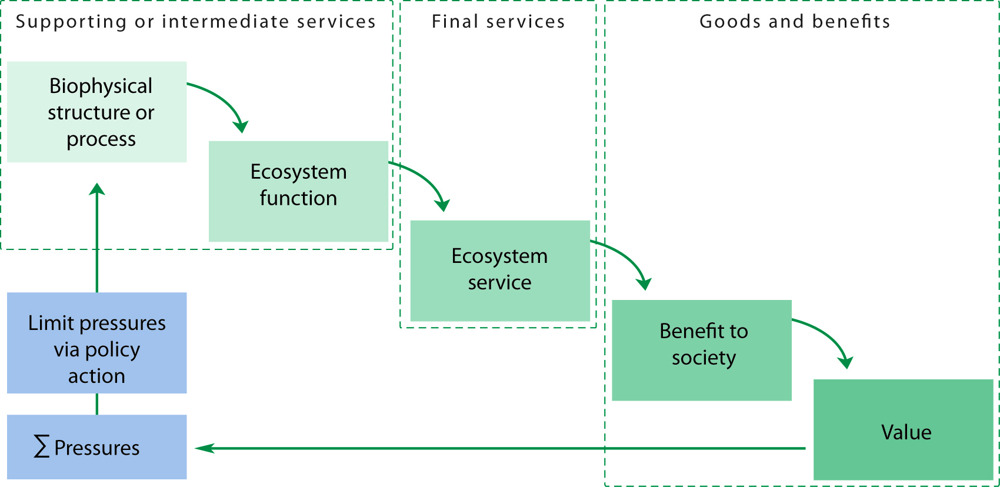 Supporting or intermediate services
Final services
Goods and benefits
Biophysical
structure or
process
Ecosystem
function
Ecosystem
service
Benefit to
society
Value
Limit pressures
via policy
action
∑ Pressures